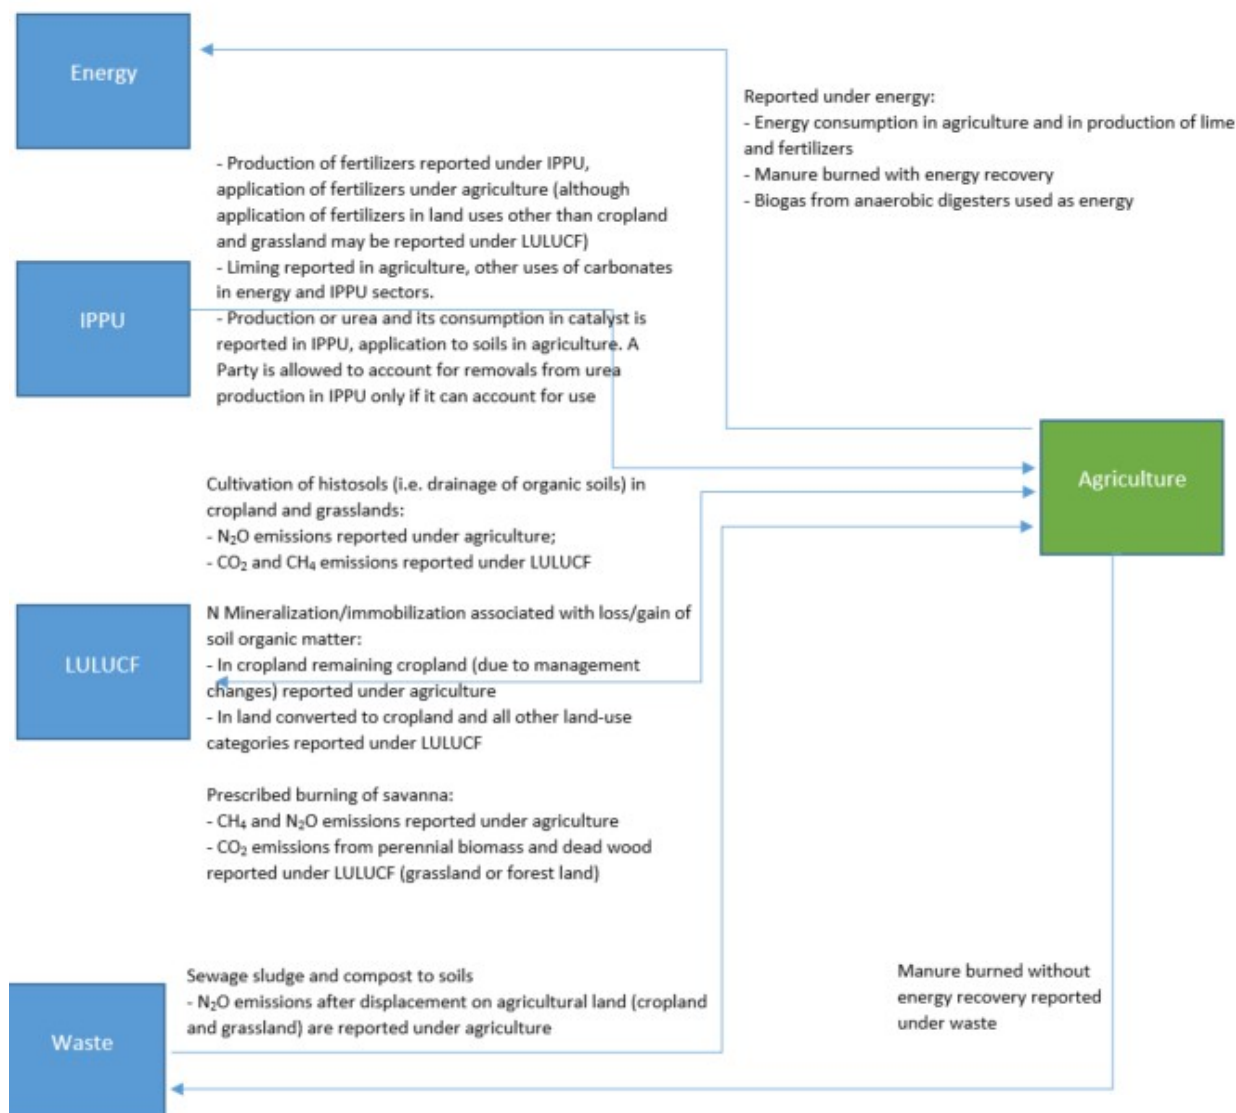 Energy
Reported under energy:
- Energy consumption in agriculture and in production of lime
and fertilizers
- Manure burned with energy recovery
- Biogas from anaerobic digesters used as energy
- Production of fertilizers reported under IPPU,
application of fertilizers under agriculture (although
application of fertilizers in land uses other than cropland
and grassland may be reported under LULUCF)
- Liming reported in agriculture, other uses of carbonates
in energy and IPPU sectors.
- Production or urea and its consumption in catalyst is
reported in IPPU, application to soils in agriculture. A
Party is allowed to account for removals from urea
production in IPPU only if it can account for use
IPPU
Agriculture
Cultivation of histosols (i.e. drainage of organic soils) in
cropland and grasslands:
- N₂O emissions reported under agriculture;
- CO₂ and CH₄ emissions reported under LULUCF
N Mineralization/immobilization associated with loss/gain of
soil organic matter:
- In cropland remaining cropland (due to management
changes) reported under agriculture
- In land converted to cropland and all other land-use
categories reported under LULUCF
LULUCF
Prescribed burning of savanna:
- CH₄ and N₂O emissions reported under agriculture
- CO₂ emissions from perennial biomass and dead wood
reported under LULUCF (grassland or forest land)
Sewage sludge and compost to soils
- N₂O emissions after displacement on agricultural land (cropland
and grassland) are reported under agriculture
Waste
Manure burned without
energy recovery reported
under waste